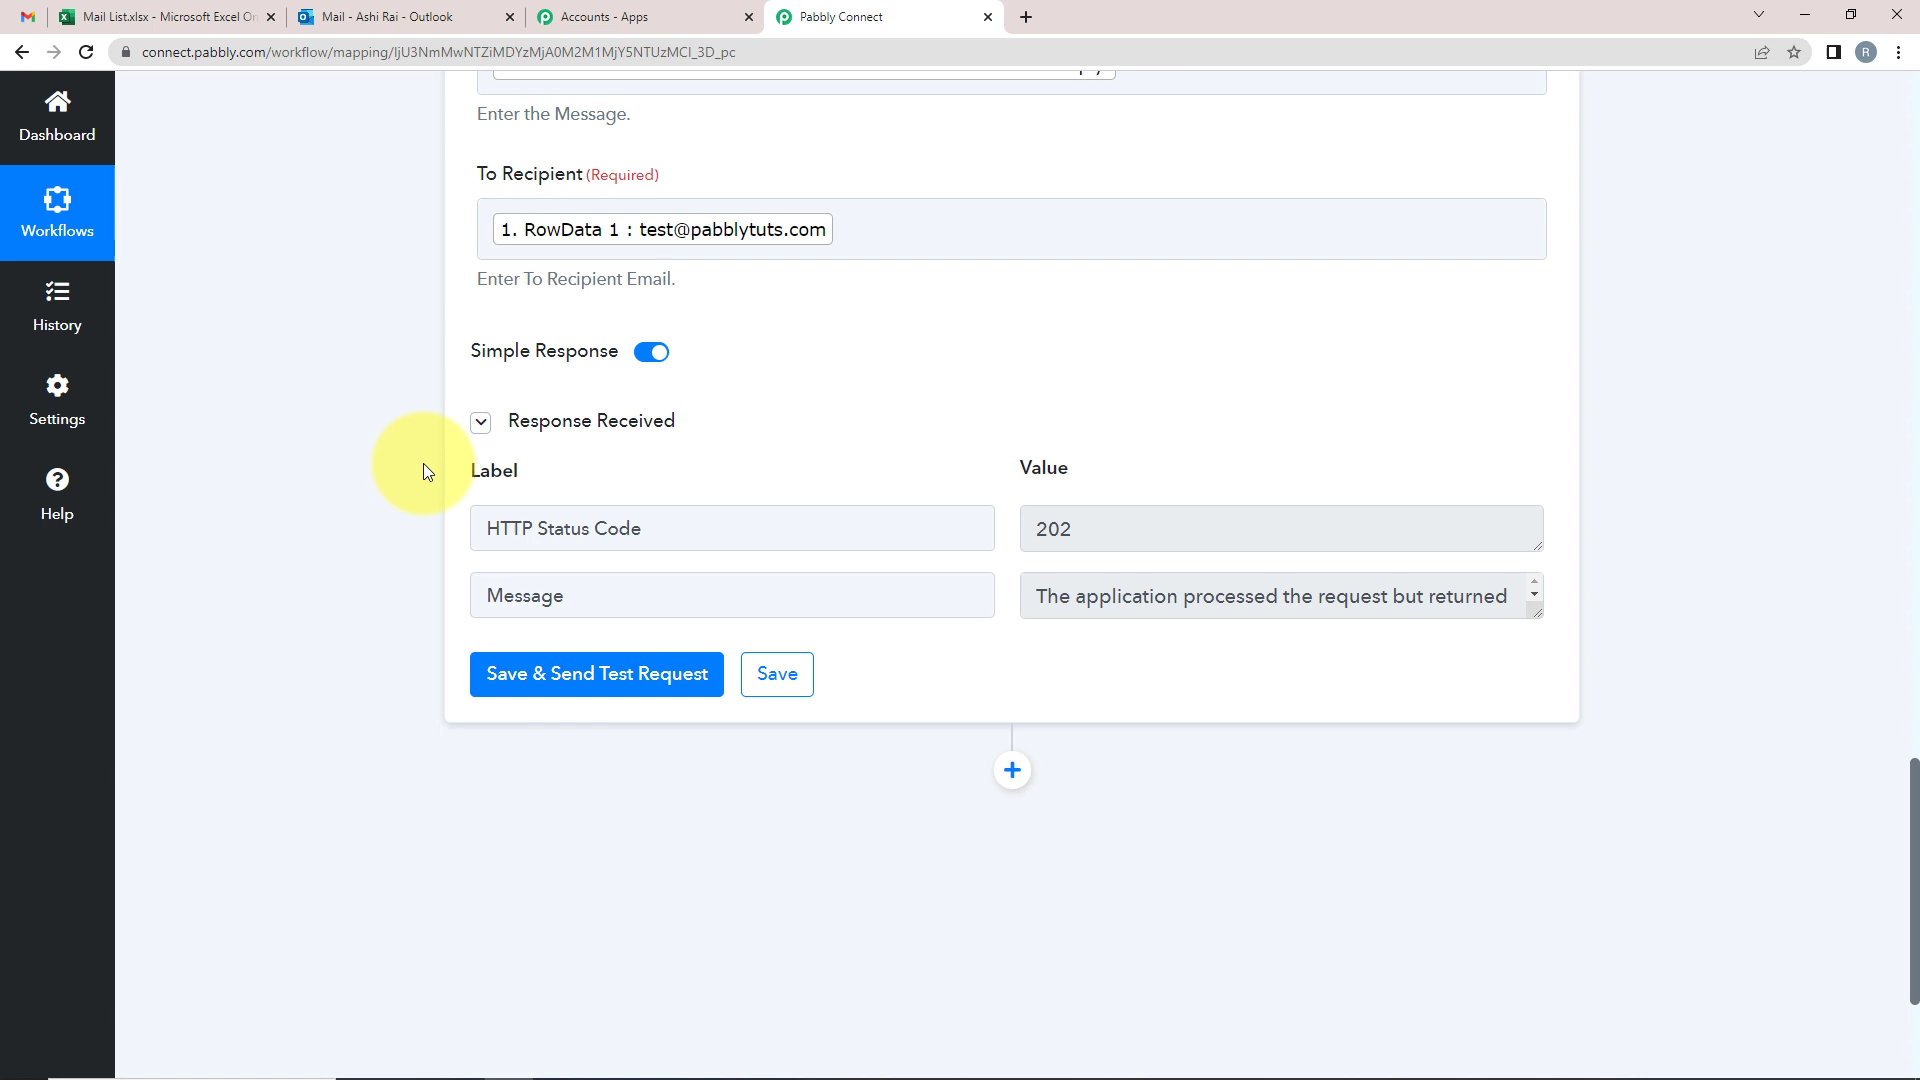 Mail List.xlsx - Microsoft Excel On
Mail - Ashi Rai - Outlook
Accounts - Apps
Pabbly Connect
connect.pabbly.com/workflow/mapping/IjU3NmMwNTZiMDYzMjA0M2M1MjY5NTUzMCI_3D_pc
R
Dashboard
Workflows
History
Settings
Help
Enter the Message.
To Recipient (Required)
1. RowData 1 : test@pabblytuts.com
Enter To Recipient Email.
Simple Response
Response Received
Label
Value
HTTP Status Code
202
Message
The application processed the request but returned
Save & Send Test Request
Save